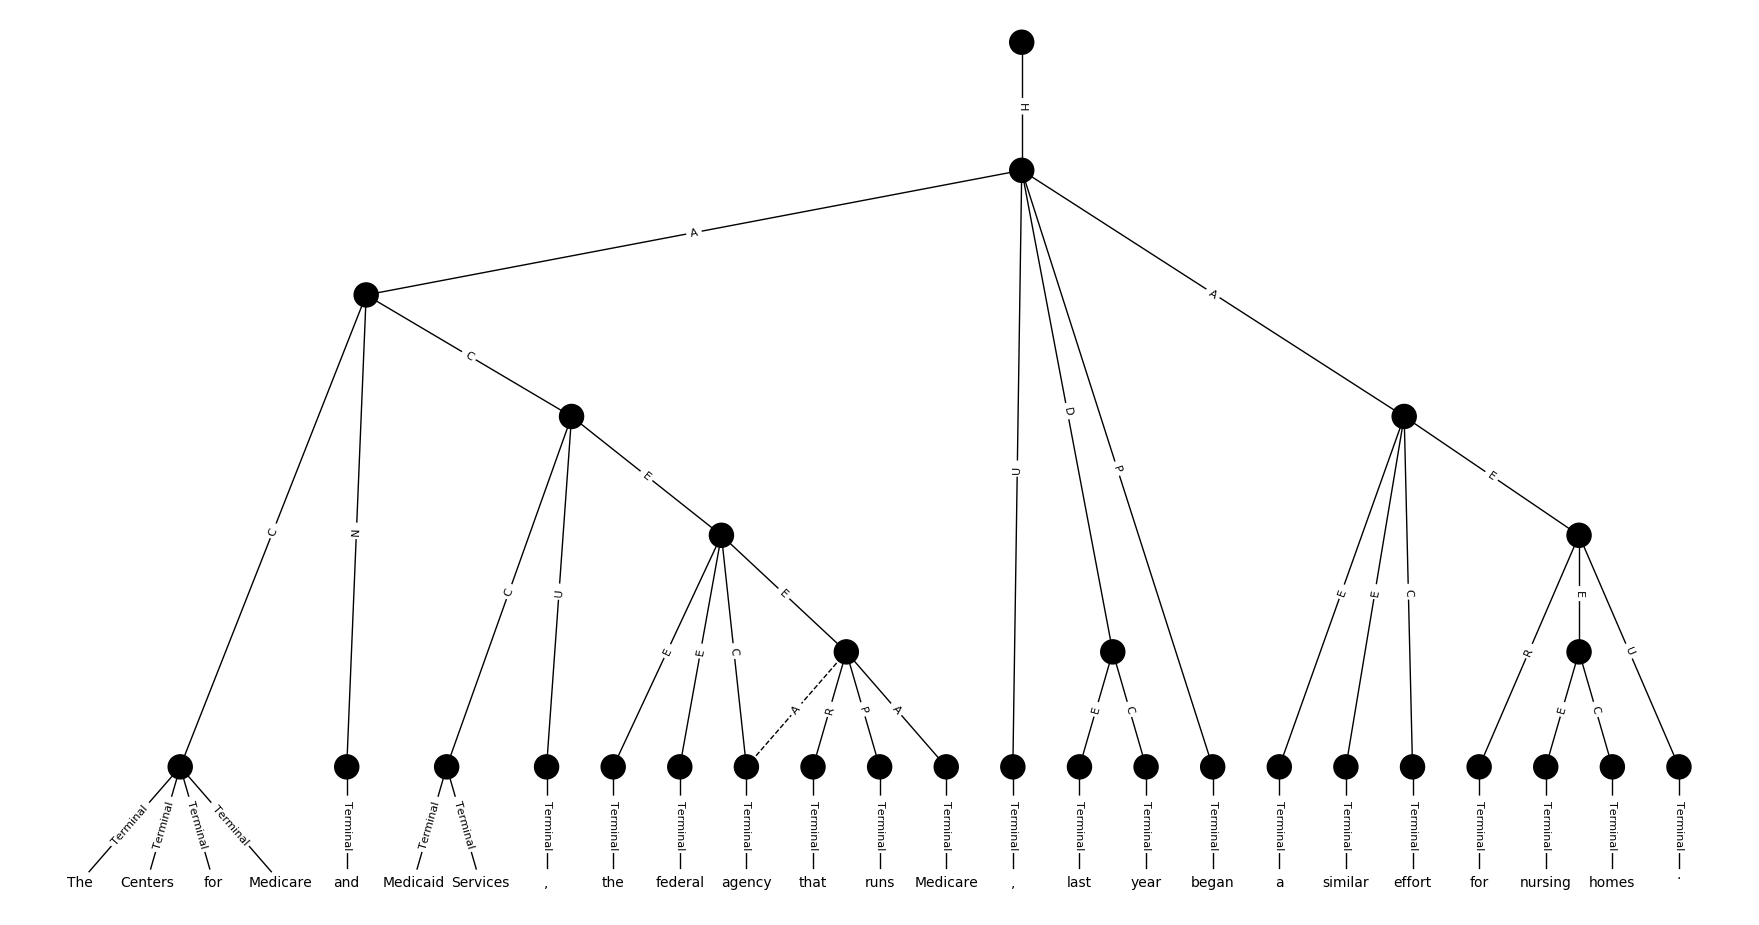 H
A
A
C
E
D
U
P
E
C
N
C
U
E
E
C
E
E
E
C
R
E
U
A
R
P
A
E
C
E
C
Terminal Terminal Terminal Terminal Terminal Terminal Terminal Terminal Terminal Terminal Terminal Terminal Terminal Terminal Terminal Terminal Terminal Terminal Terminal Terminal Terminal Terminal Terminal Terminal Terminal
The Centers for Medicare and Medicaid Services , the federal agency that runs Medicare , last year began a similar effort for nursing homes .